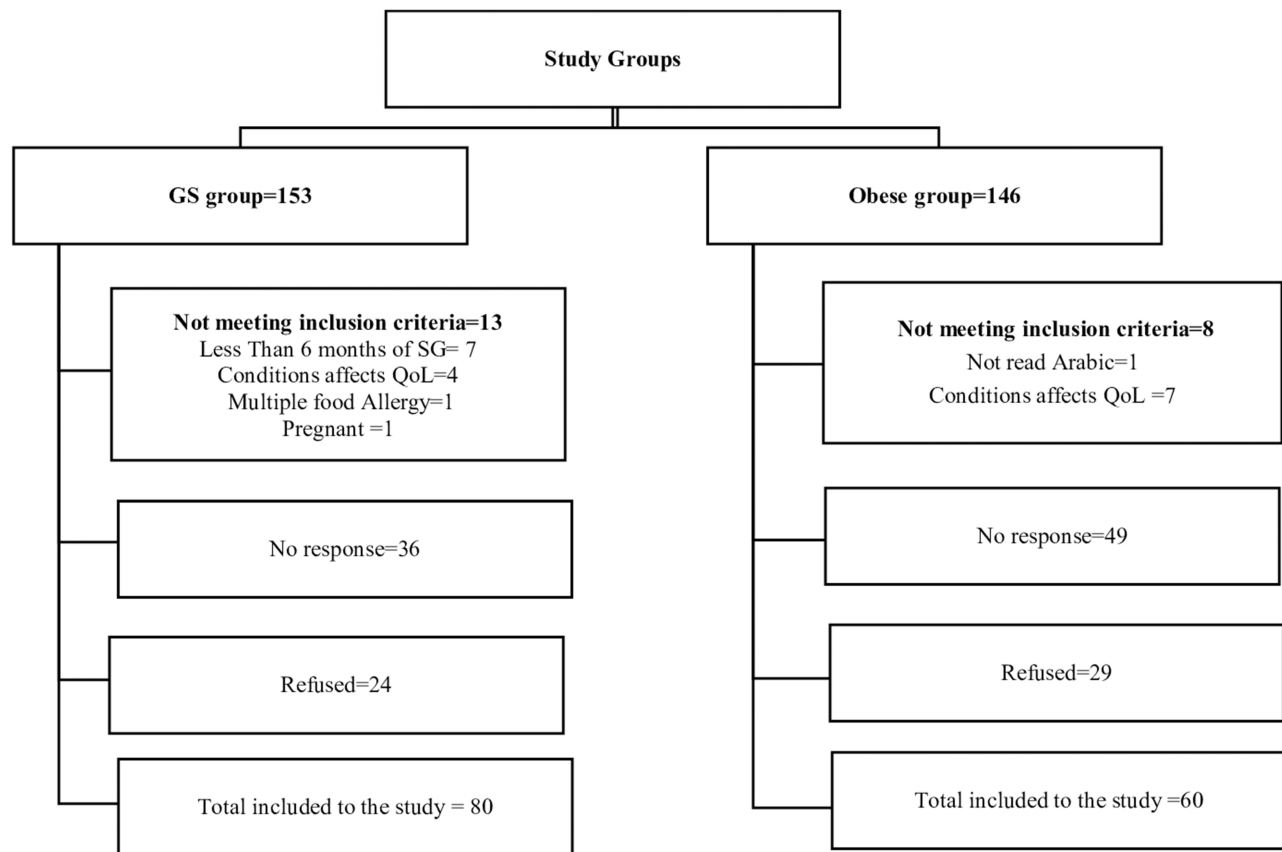 Study Groups
GS group=153
Not meeting inclusion criteria=13
Less Than 6 months of SG= 7
Conditions affects QoL=4
Multiple food Allergy=1
Pregnant =1
No response=36
Refused=24
Total included to the study = 80
Obese group=146
Not meeting inclusion criteria=8
Not read Arabic=1
Conditions affects QoL =7
No response=49
Refused=29
Total included to the study =60